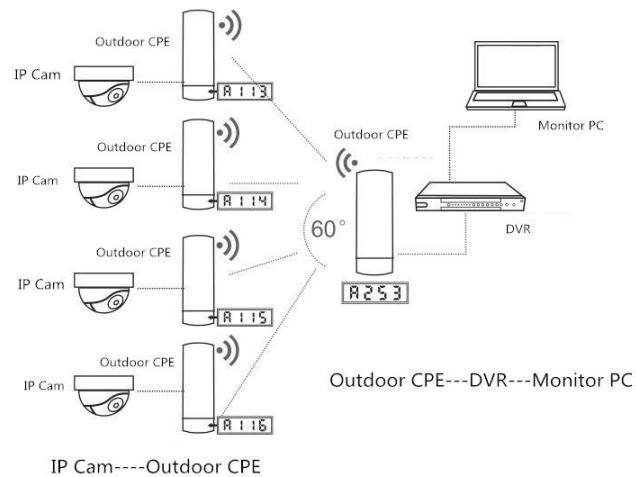 Outdoor CPE
IP Cam
A113
Outdoor CPE
IP Cam
A114
Outdoor CPE
IP Cam
A115
Outdoor CPE
IP Cam
A116
IP Cam----Outdoor CPE
Outdoor CPE
60°
A253
Monitor PC
DVR
Outdoor CPE---DVR---Monitor PC